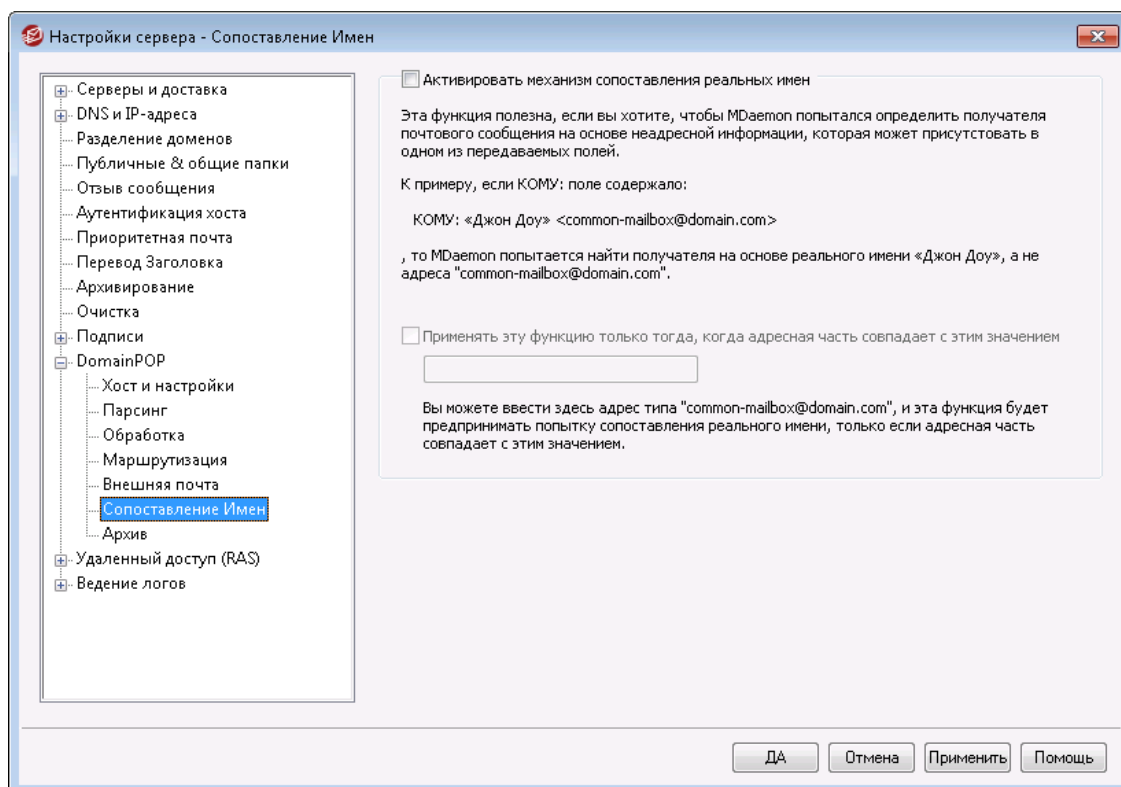 Настройки сервера - Сопоставление Имен
Серверы и доставка
DNS и IP-адреса
Разделение доменов
Публичные & общие папки
Отзыв сообщения
Аутентификация хоста
Приоритетная почта
Перевод Заголовка
Архивирование
Очистка
Подписи
DomainPOP
Хост и настройки
Парсинг
Обработка
Маршрутизация
Внешняя почта
Сопоставление Имен
Архив
Удаленный доступ (RAS)
Ведение логов
Активировать механизм сопоставления реальных имен
Эта функция полезна, если вы хотите, чтобы MDaemon попытался определить получателя
почтового сообщения на основе неадресной информации, которая может присутстовать в
одном из передаваемых полей.
К примеру, если КОМУ: поле содержало:
КОМУ: «Джон Доу» <common-mailbox@domain.com>
, то MDaemon попытается найти получателя на основе реального имени «Джон Доу», а не
адреса "common-mailbox@domain.com".
Применять эту функцию только тогда, когда адресная часть совпадает с этим значением
Вы можете ввести здесь адрес типа "common-mailbox@domain.com", и эта функция будет
предпринимать попытку сопоставления реального имени, только если адресная часть
совпадает с этим значением.
ДА
Отмена
Применить
Помощь